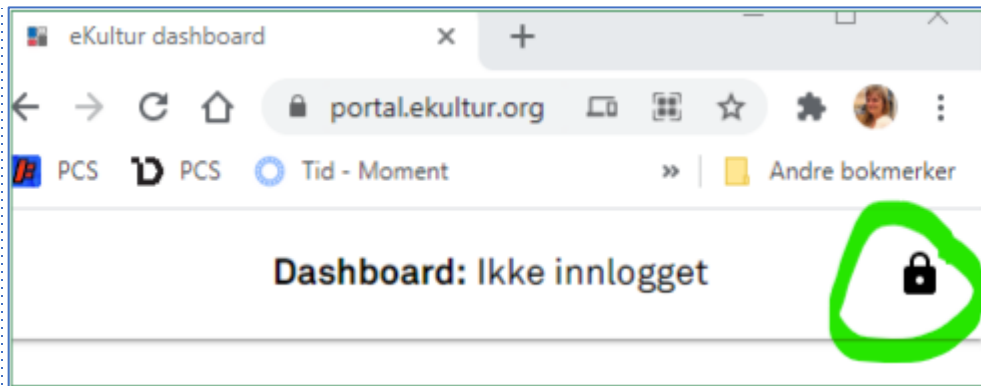 eKultur dashboard
portal.ekultur.org
PCS PCS Tid - Moment » Andre bokmerker
Dashboard: Ikke innlogget